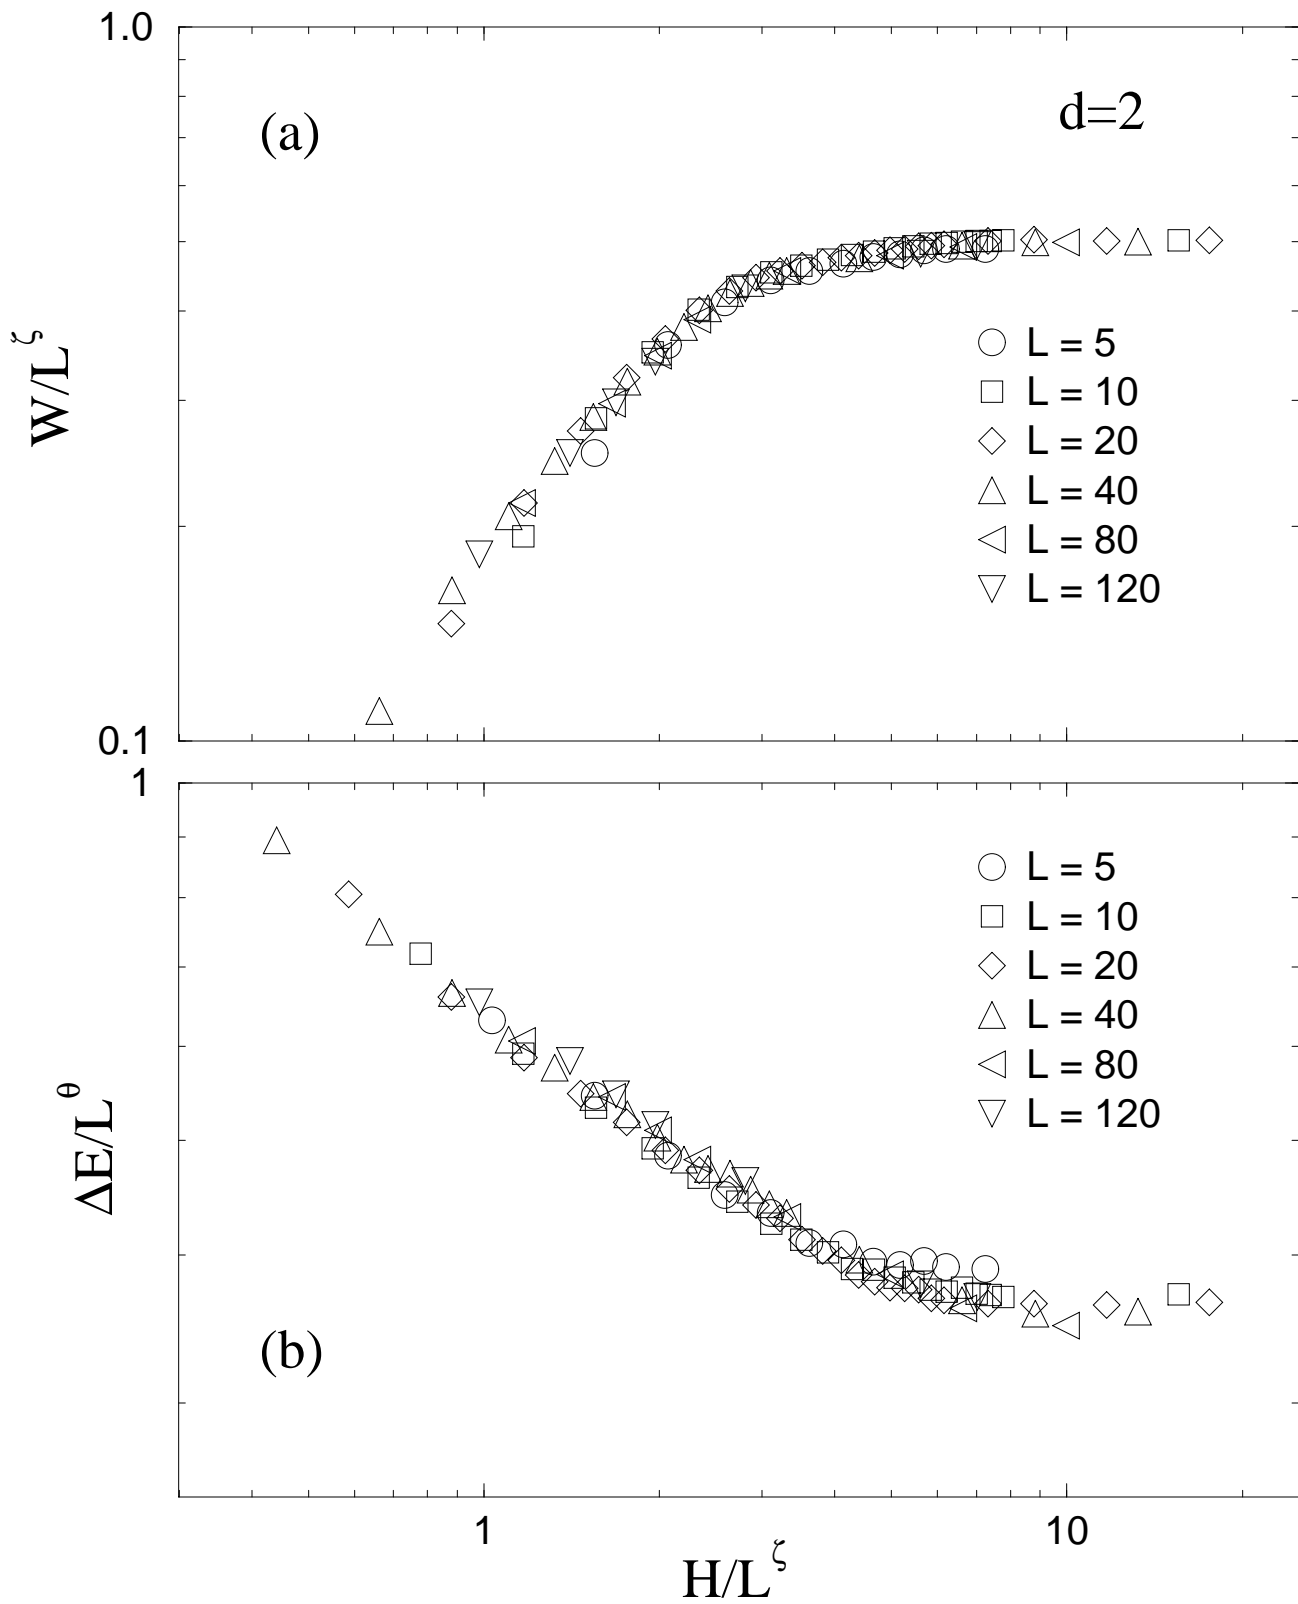 1.0
(a)
d=2
W/L^ζ
L = 5
L = 10
L = 20
L = 40
L = 80
L = 120
0.1
1
ΔE/L^θ
L = 5
L = 10
L = 20
L = 40
L = 80
L = 120
(b)
1
10
H/L^ζ